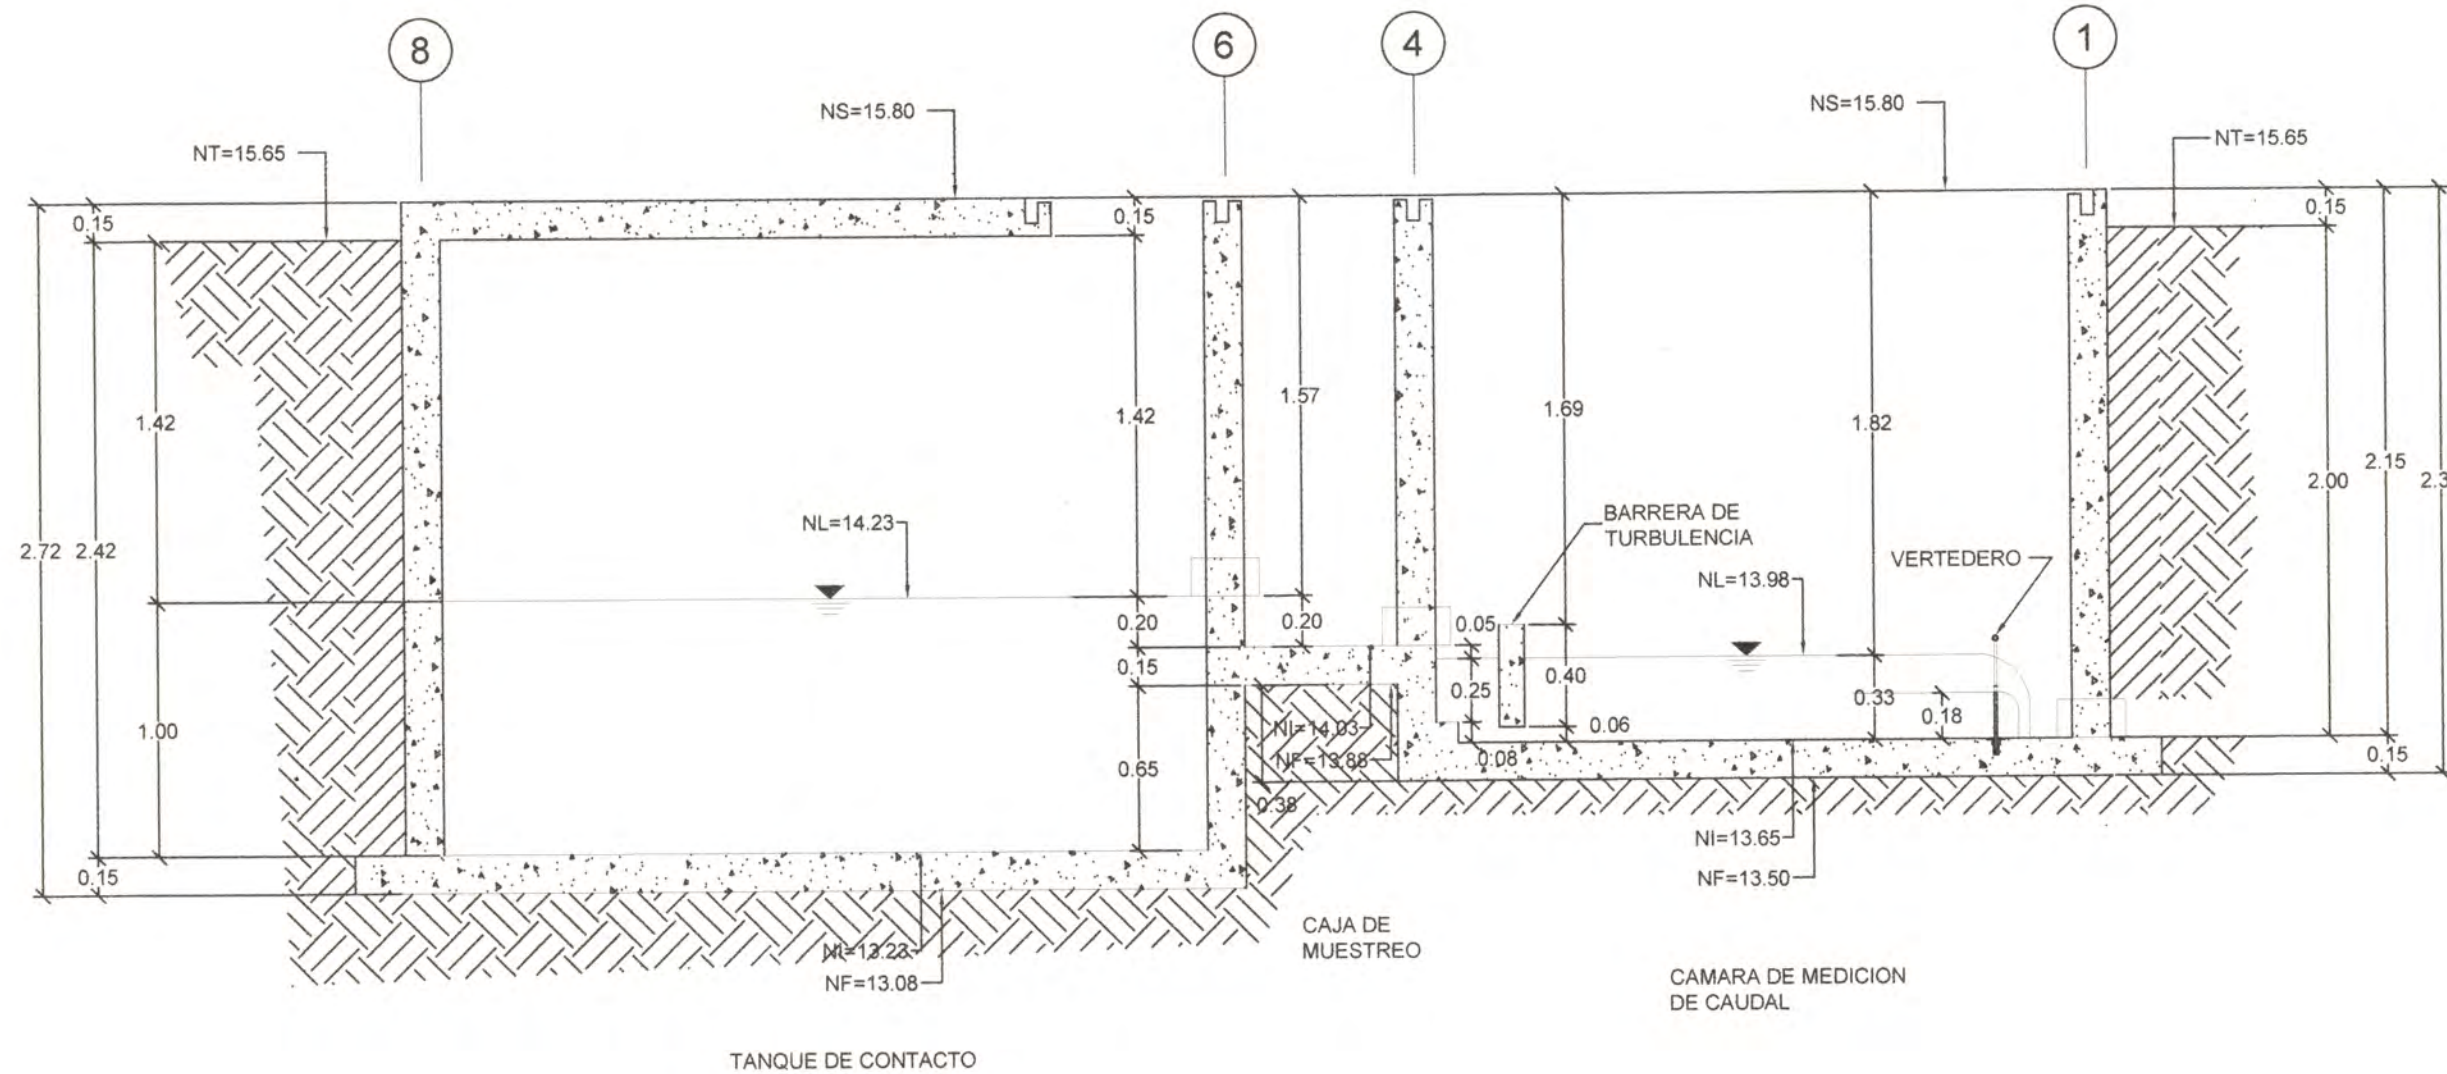 8
6
4
1
NS=15.80
NS=15.80
NT=15.65
NT=15.65
0.15
0.15
0.15
1.57
1.69
1.42
1.42
1.82
2.15
2.00
BARRERA DE
TURBULENCIA
NL=14.23
VERTEDERO
NL=13.98
2.72
2.42
0.20
0.20
0.05
0.15
0.25
0.40
0.33
0.18
0.06
1.00
NI=14.03
NF=13.88
0.08
0.65
0.15
0.38
NI=13.65
NF=13.50
0.15
CAJA DE
MUESTREO
NI=13.23
NF=13.08
CAMARA DE MEDICION
DE CAUDAL
TANQUE DE CONTACTO